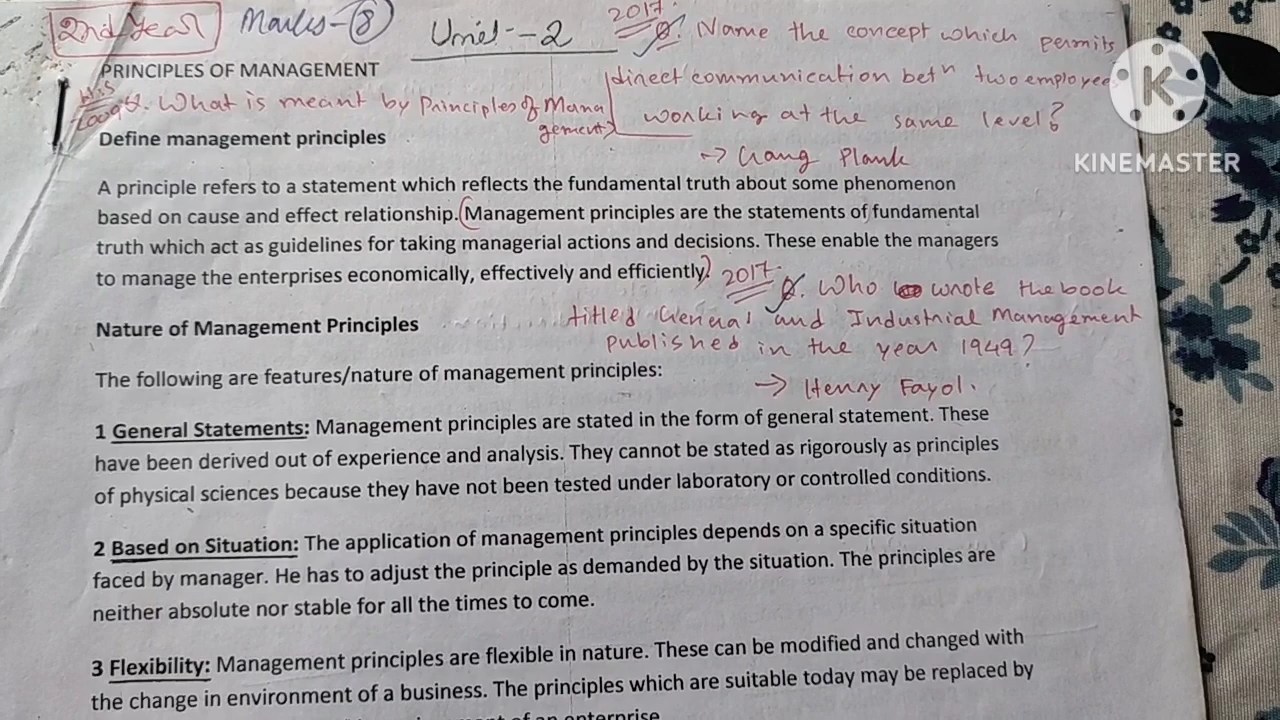 2nd Year Marks-8 Unit-2
2017 Q. Name the concept which permits
direct communication betn two employees
working at the same level?
→ Gang Plank
KINEMASTER
PRINCIPLES OF MANAGEMENT
Q. What is meant by Principles of Mana
gement?
Define management principles
A principle refers to a statement which reflects the fundamental truth about some phenomenon
based on cause and effect relationship. (Management principles are the statements of fundamental
truth which act as guidelines for taking managerial actions and decisions. These enable the managers
to manage the enterprises economically, effectively and efficiently.)
2017 Q. Who wrote the book
titled General and Industrial Management
published in the year 1949?
→ Henry Fayol.
Nature of Management Principles
The following are features/nature of management principles:
1 General Statements: Management principles are stated in the form of general statement. These
have been derived out of experience and analysis. They cannot be stated as rigorously as principles
of physical sciences because they have not been tested under laboratory or controlled conditions.
2 Based on Situation: The application of management principles depends on a specific situation
faced by manager. He has to adjust the principle as demanded by the situation. The principles are
neither absolute nor stable for all the times to come.
3 Flexibility: Management principles are flexible in nature. These can be modified and changed with
the change in environment of a business. The principles which are suitable today may be replaced by
of an enterprise